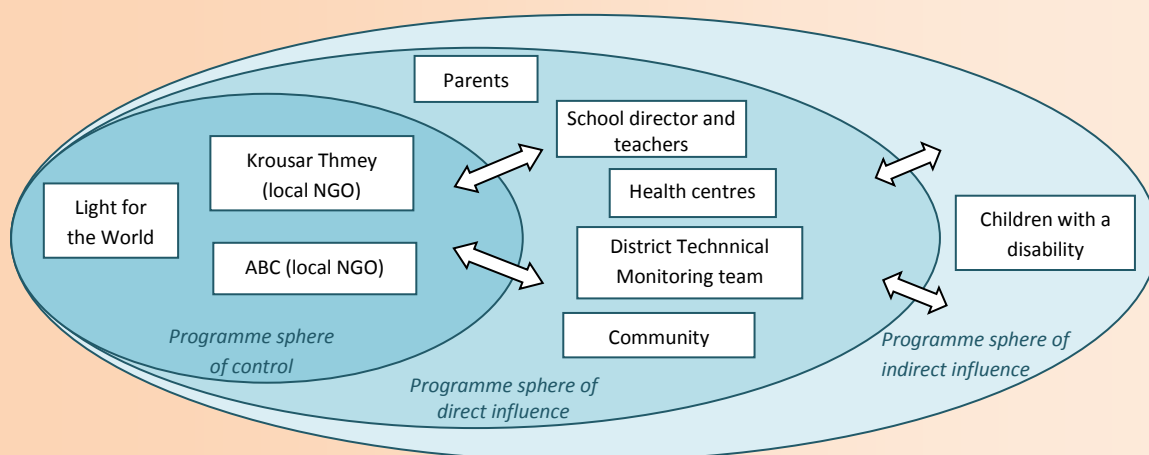 Parents
School director and
teachers
Krousar Thmey
(local NGO)
Health centres
Light for
the World
Children with a
disability
District Technnical
Monitoring team
ABC (local NGO)
Community
Programme sphere
of control
Programme sphere of
direct influence
Programme sphere of
indirect influence